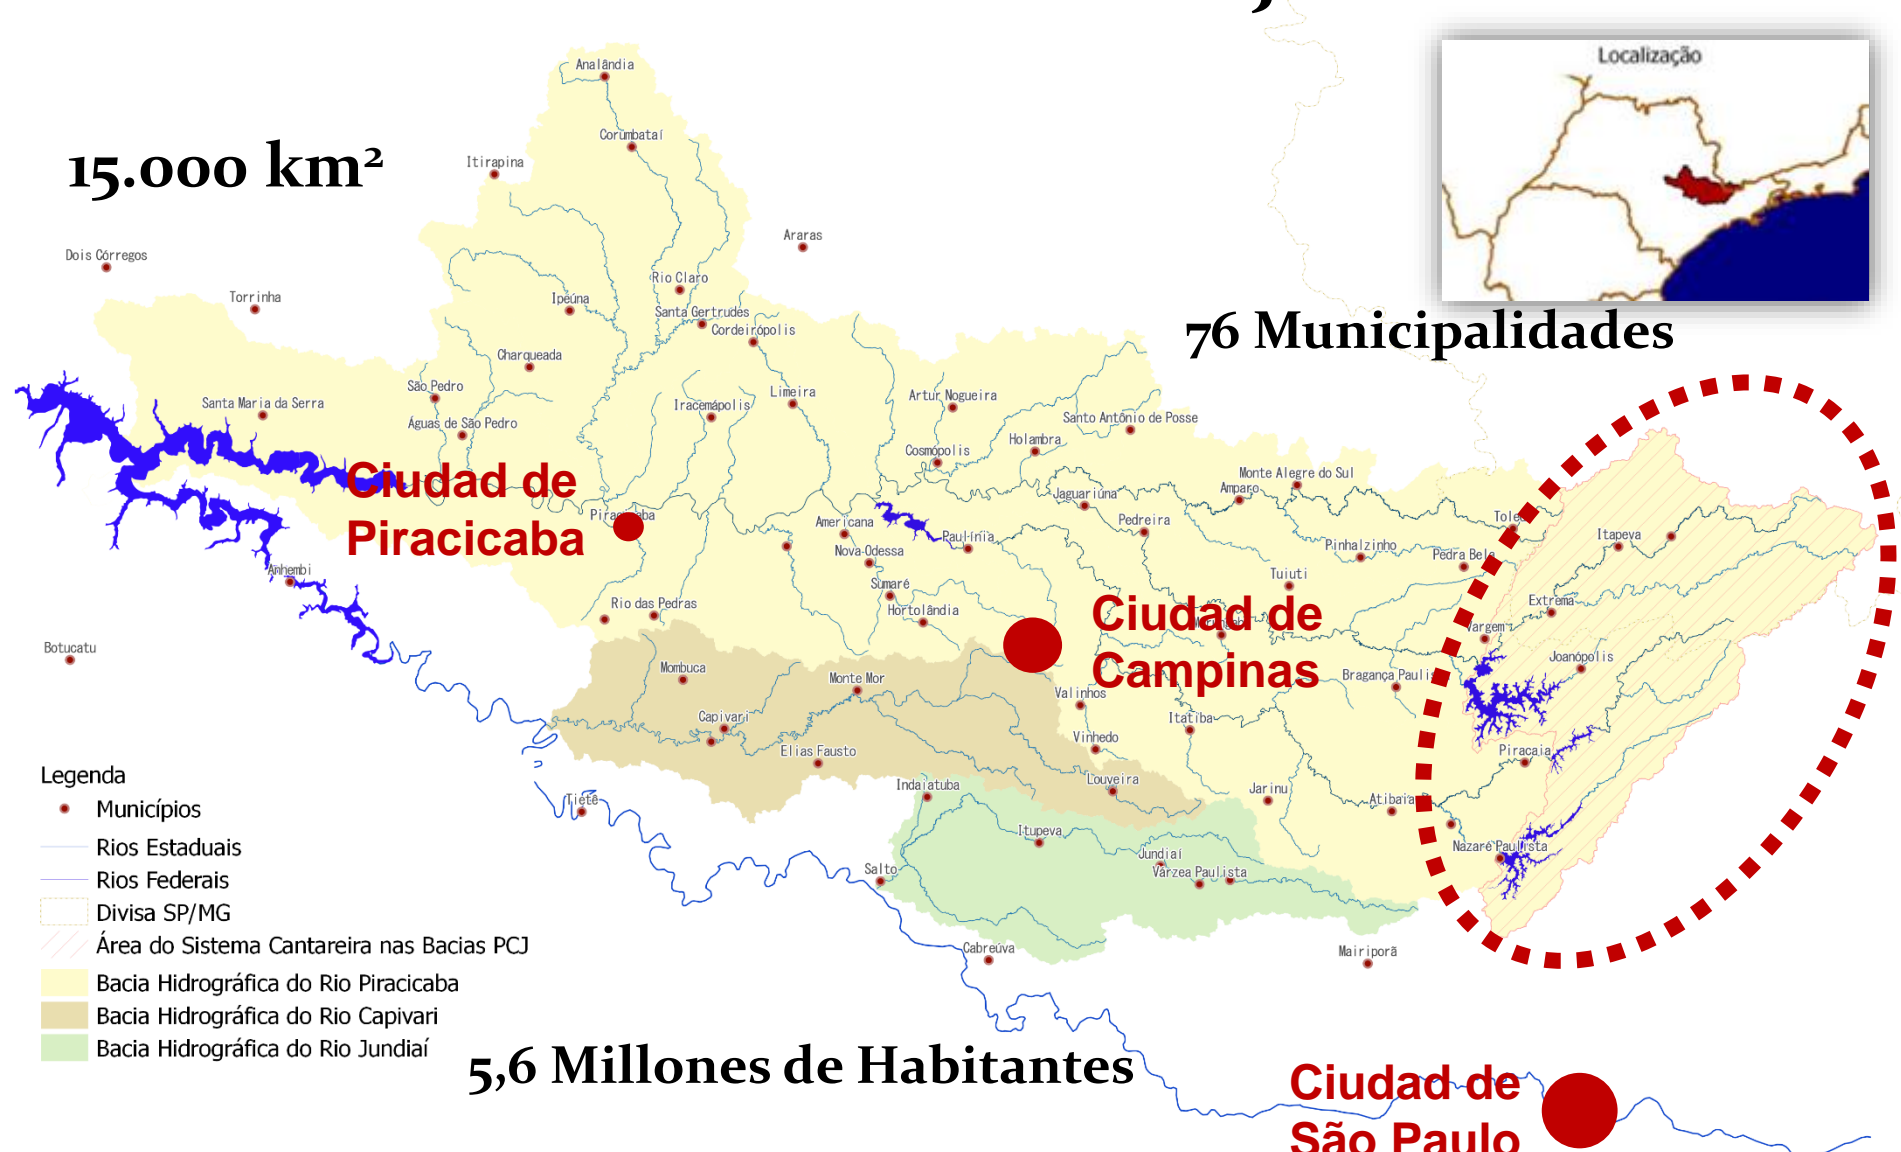 Localização
15.000 km²
76 Municipalidades
Analândia
Corumbataí
Itirapina
Araras
Dois Córregos
Torrinha
Rio Claro
Ipeúna
Santa Gertrudes
Cordeirópolis
Charqueada
São Pedro
Limeira
Artur Nogueira
Santa Maria da Serra
Iracemápolis
Águas de São Pedro
Santo Antônio de Posse
Holambra
Cosmópolis
Monte Alegre do Sul
Amparo
Ciudad de
Piracicaba
Piracicaba
Jaguariúna
Americana
Pedreira
Paulínia
Nova Odessa
Itapeva
Pinhalzinho
Anhembi
Sumaré
Tuiuti
Rio das Pedras
Hortolândia
Extrema
Ciudad de
Campinas
Vargem
Botucatu
Mombuca
Monte Mor
Joanópolis
Valinhos
Capivari
Itatiba
Elias Fausto
Vinhedo
Piracaia
Louveira
Indaiatuba
Jarinu
Atibaia
Tietê
Itupeva
Jundiaí
Várzea Paulista
Nazaré Paulista
Salto
Cabreúva
Mairiporã
Legenda
Municípios
Rios Estaduais
Rios Federais
Divisa SP/MG
Área do Sistema Cantareira nas Bacias PCJ
Bacia Hidrográfica do Rio Piracicaba
Bacia Hidrográfica do Rio Capivari
Bacia Hidrográfica do Rio Jundiaí
5,6 Millones de Habitantes
Ciudad de
São Paulo